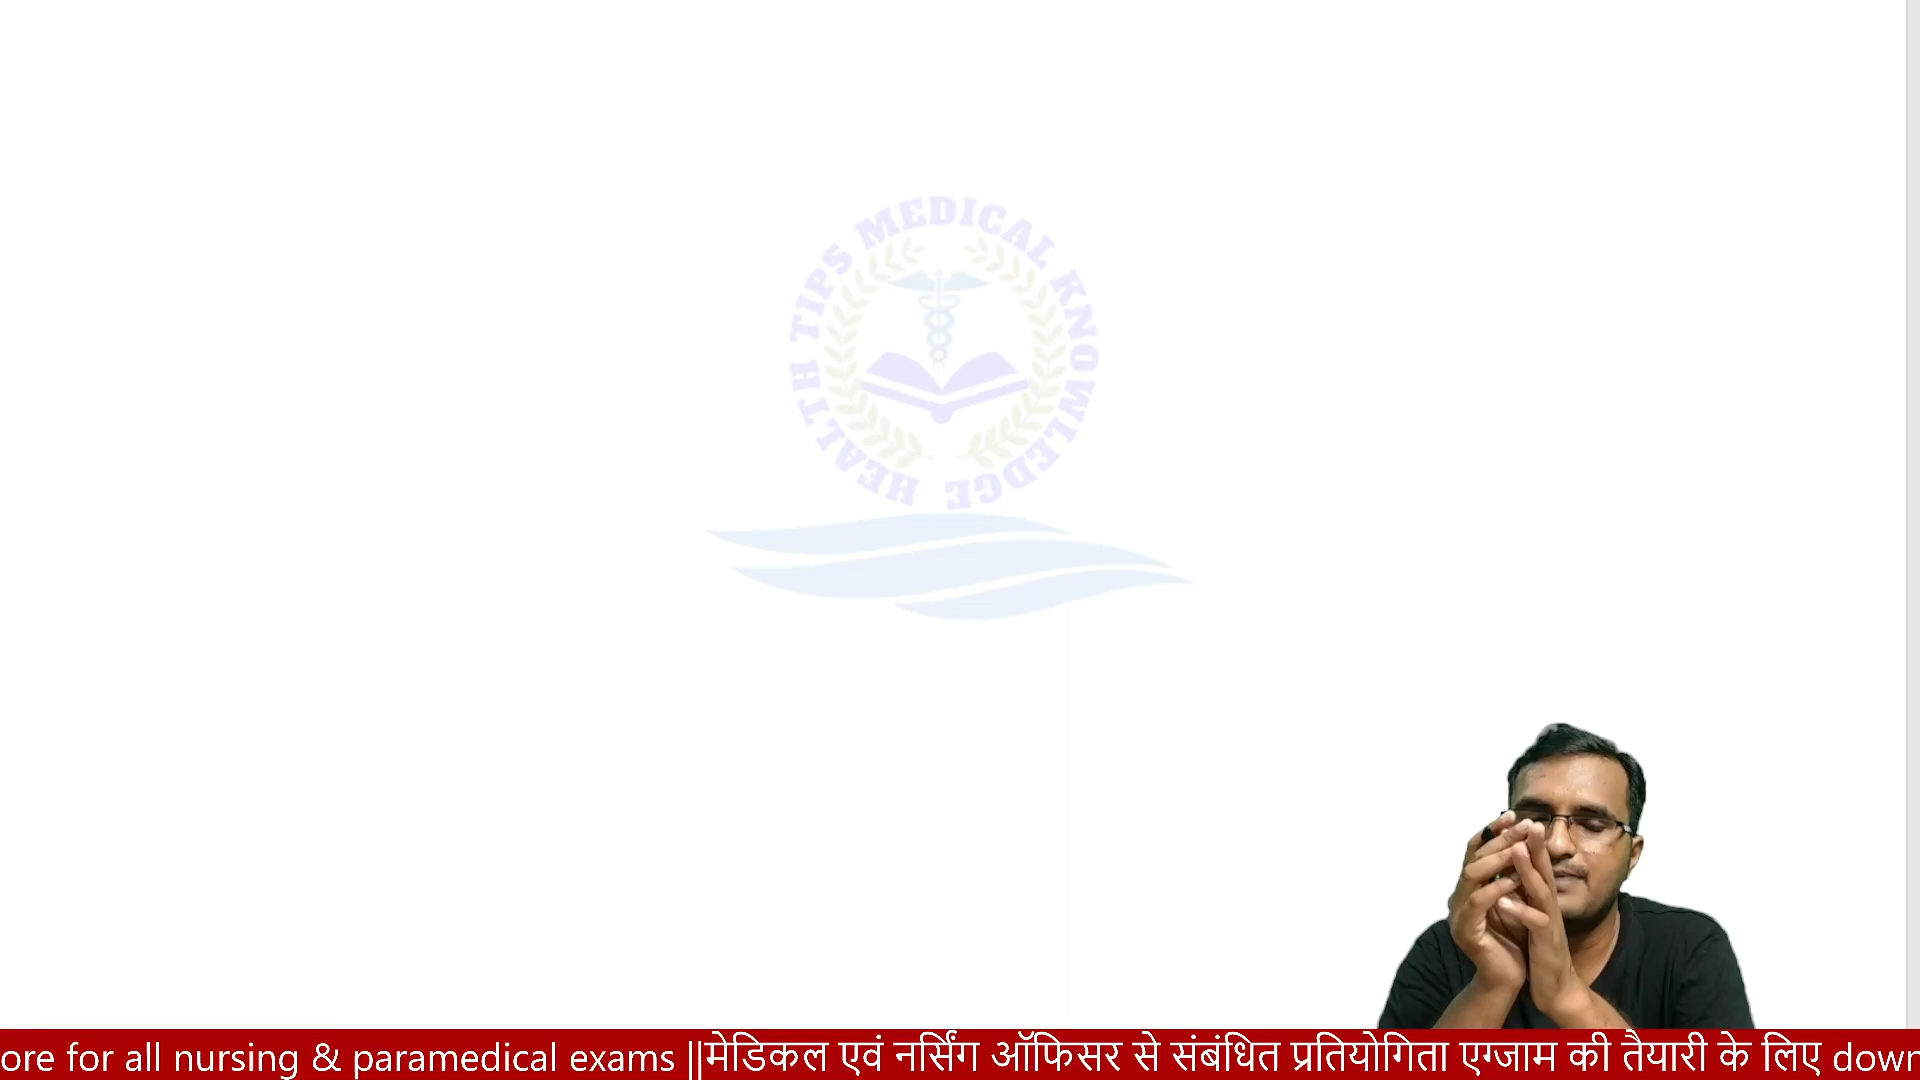 HEALTH TIPS MEDICAL KNOWLEDGE
ore for all nursing & paramedical exams ||मेडिकल एवं नर्सिंग ऑफिसर से संबंधित प्रतियोगिता एग्जाम की तैयारी के लिए down